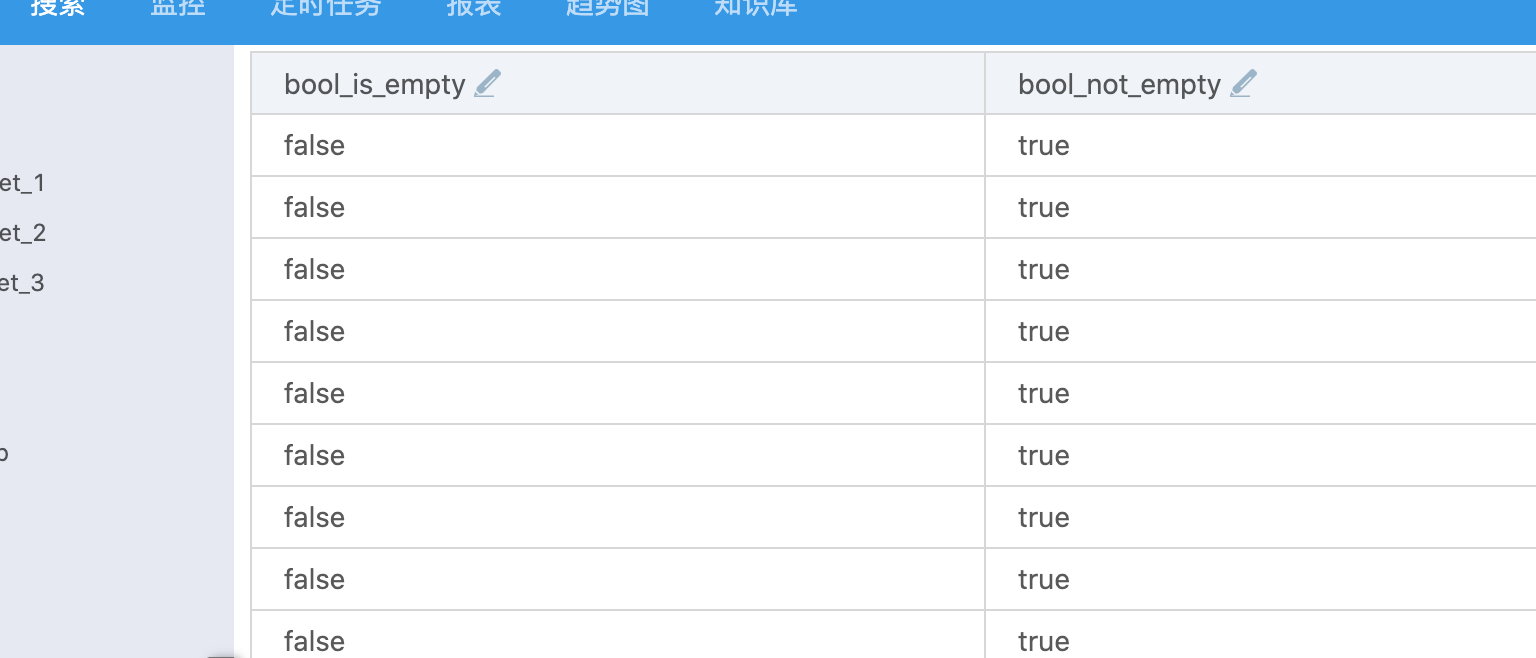 搜索 监控 定时任务 报表 趋势图 知识库
bool_is_empty bool_not_empty
false true
et_1
false true
et_2
false true
et_3
false true
false true
p
false true
false true
false true
false true